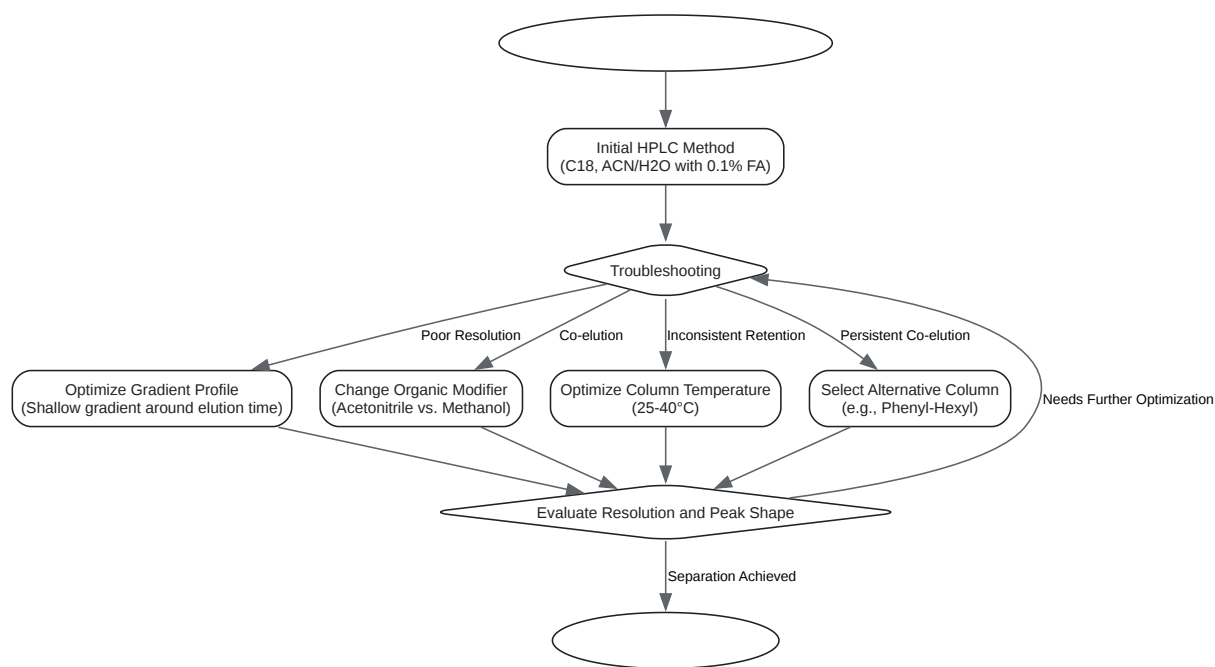 Initial HPLC Method
(C18, ACN/H2O with 0.1% FA)
Troubleshooting
Poor Resolution
Co-elution
Inconsistent Retention
Persistent Co-elution
Optimize Gradient Profile
(Shallow gradient around elution time)
Change Organic Modifier
(Acetonitrile vs. Methanol)
Optimize Column Temperature
(25-40°C)
Select Alternative Column
(e.g., Phenyl-Hexyl)
Needs Further Optimization
Evaluate Resolution and Peak Shape
Separation Achieved